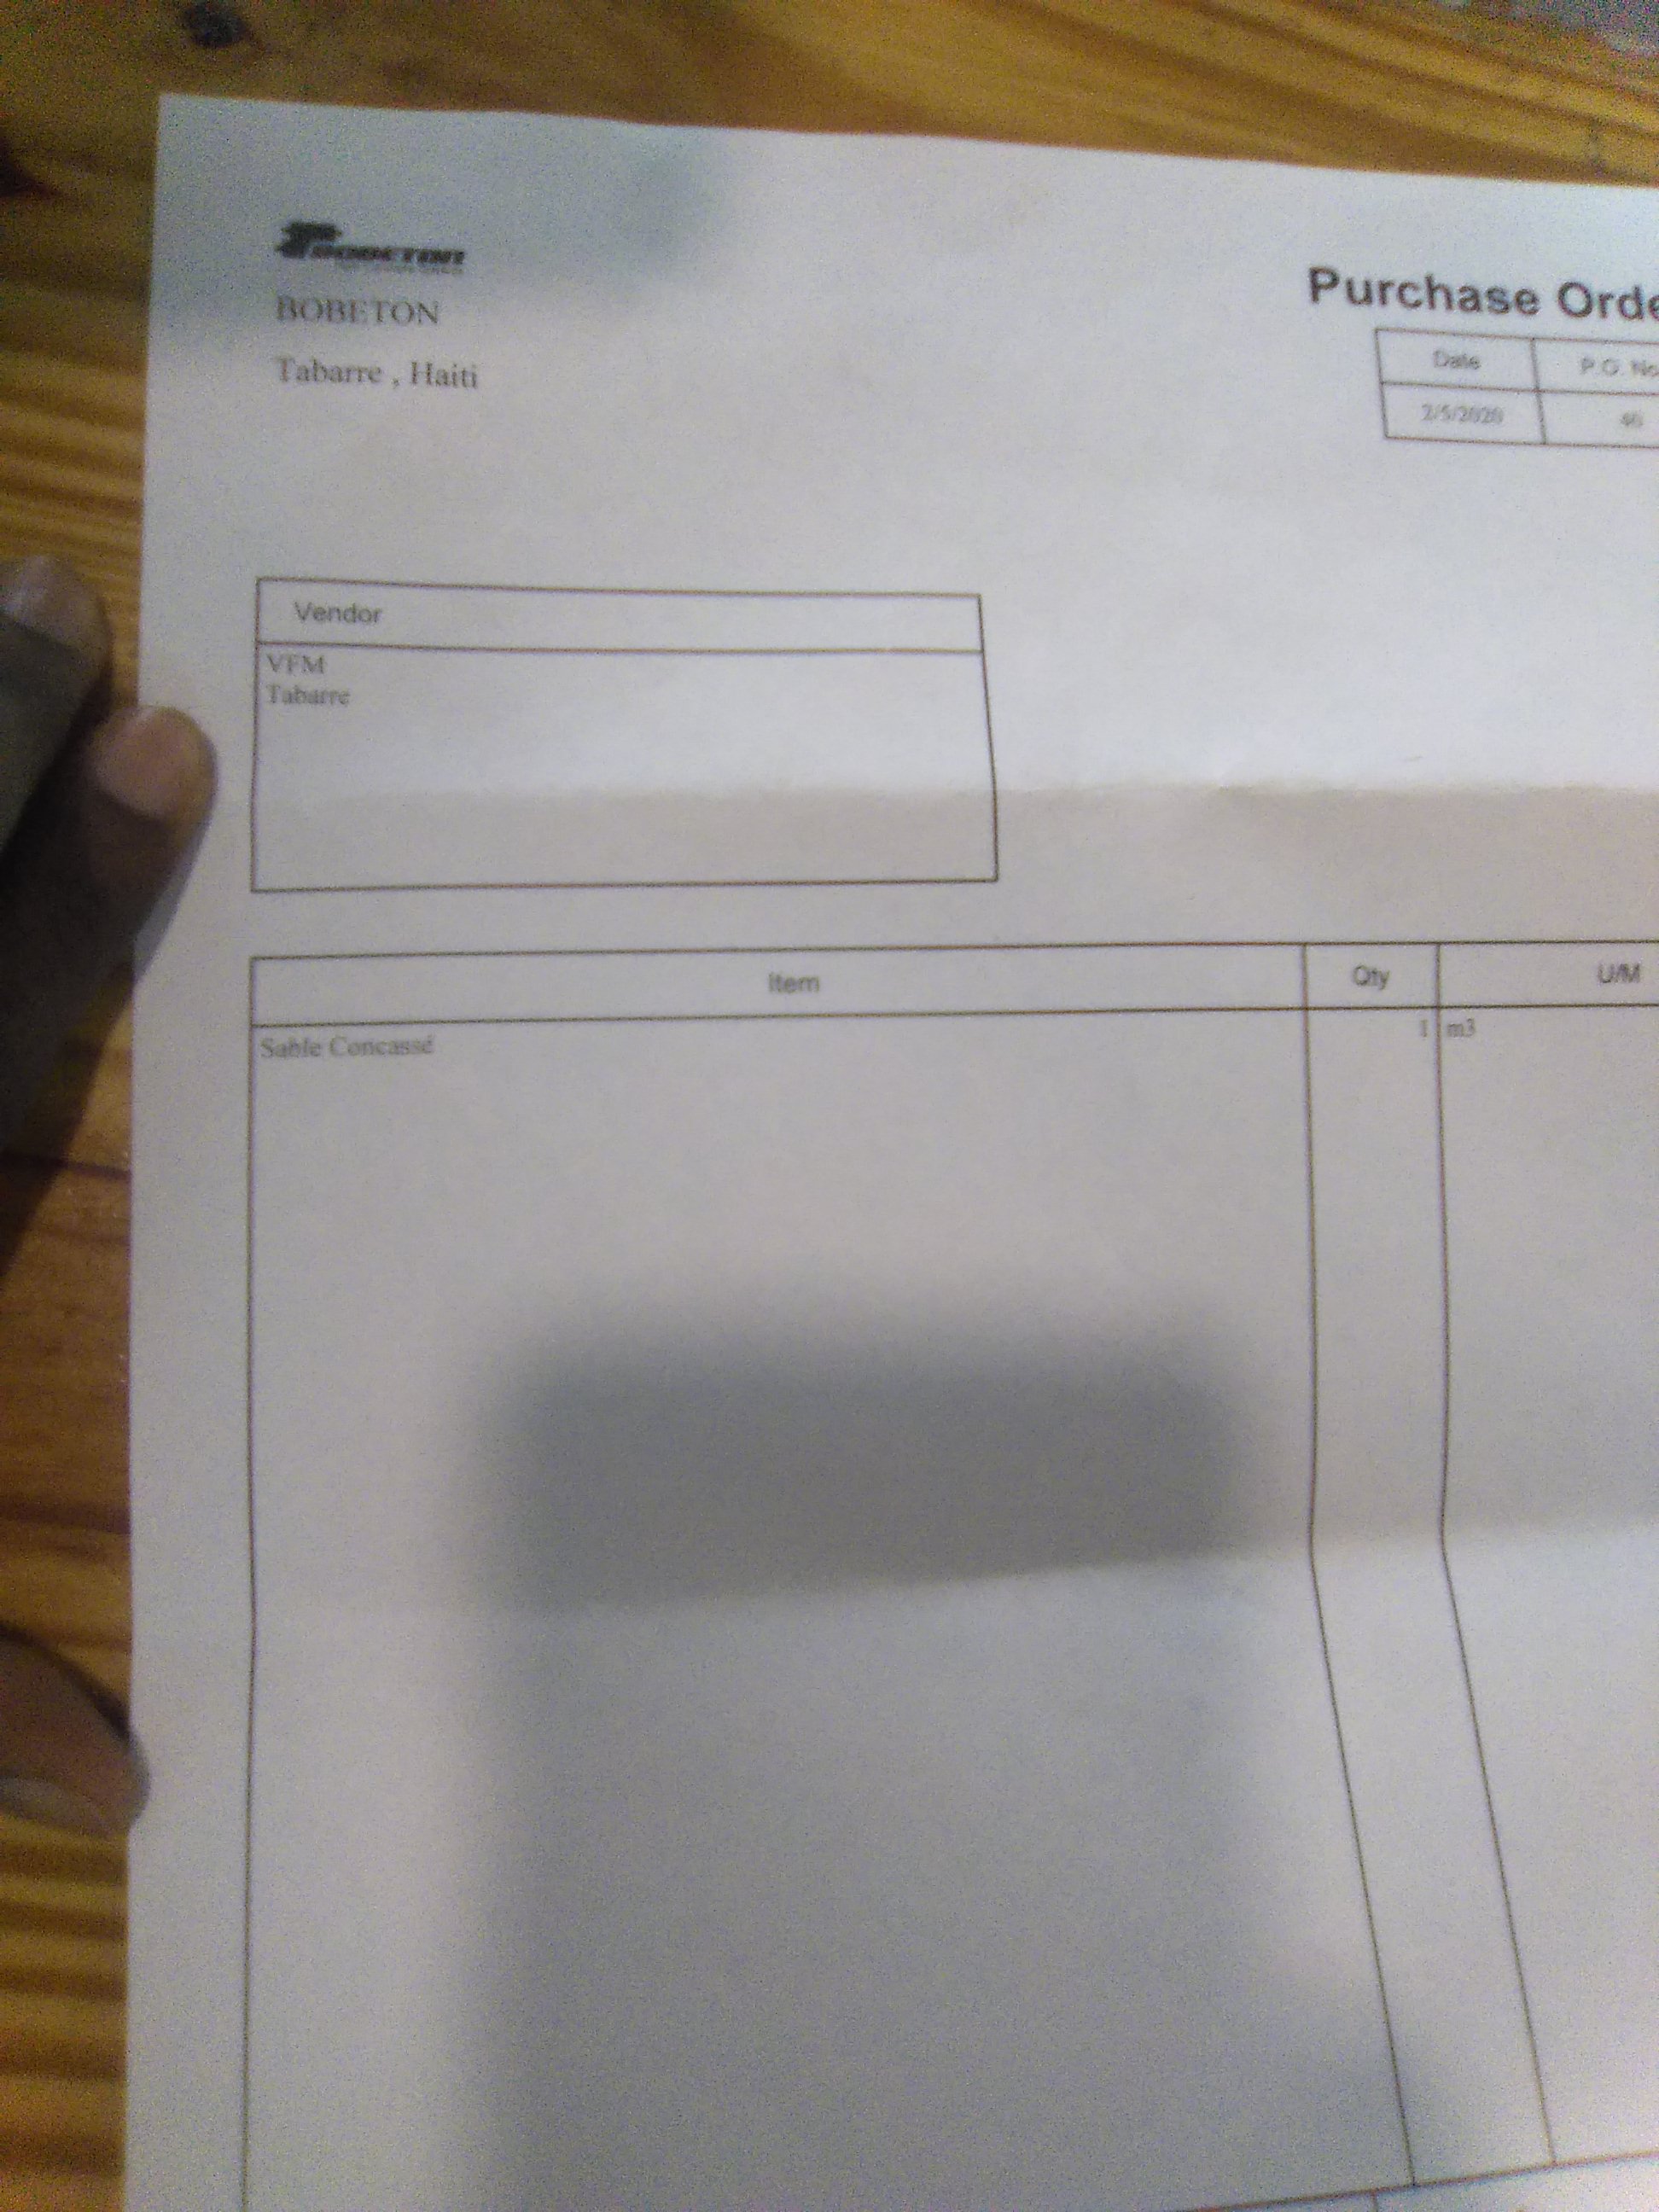 BOBETON
BOBETON
Tabarre , Haiti
Purchase Orde
Date P.O. No
2/5/2020 40
Vendor
VFM
Tabarre
Item Qty U/M
Sable Concassé 1 m3